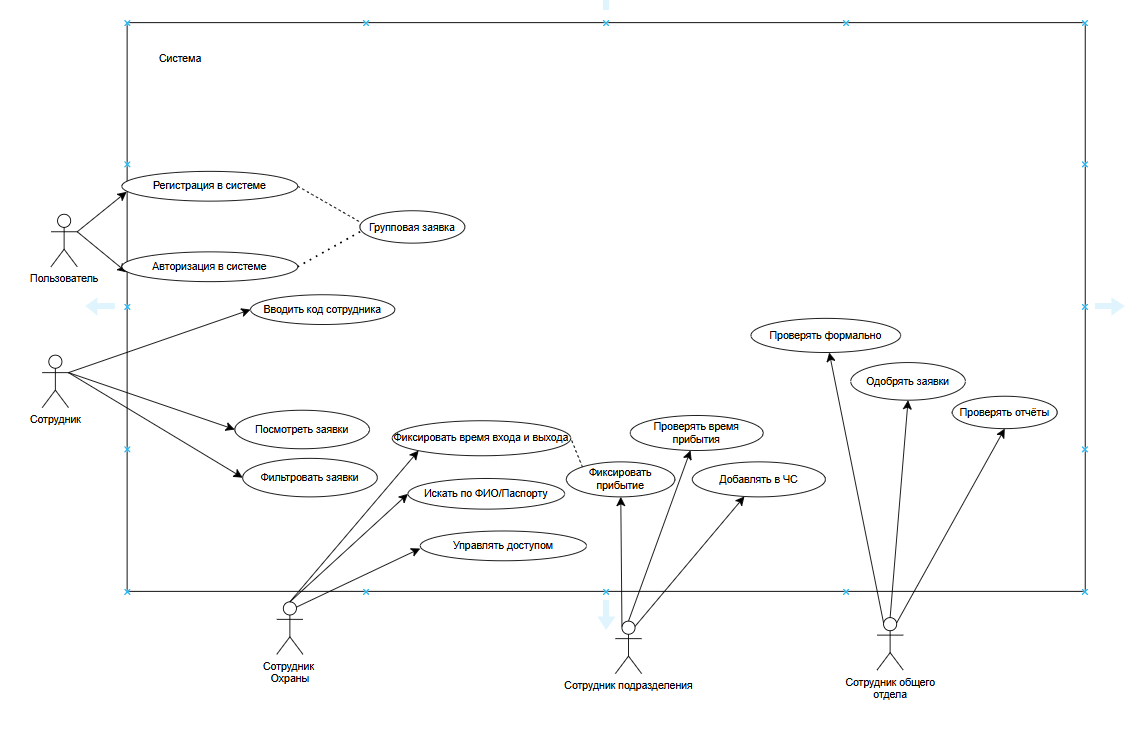 Система
Регистрация в системе
Групповая заявка
Авторизация в системе
Пользователь
Вводить код сотрудника
Проверять формально
Одобрять заявки
Проверять отчёты
Сотрудник
Посмотреть заявки
Фиксировать время входа и выхода
Проверять время
прибытия
Фильтровать заявки
Фиксировать
прибытие
Добавлять в ЧС
Искать по ФИО/Паспорту
Управлять доступом
Сотрудник
Охраны
Сотрудник подразделения
Сотрудник общего
отдела